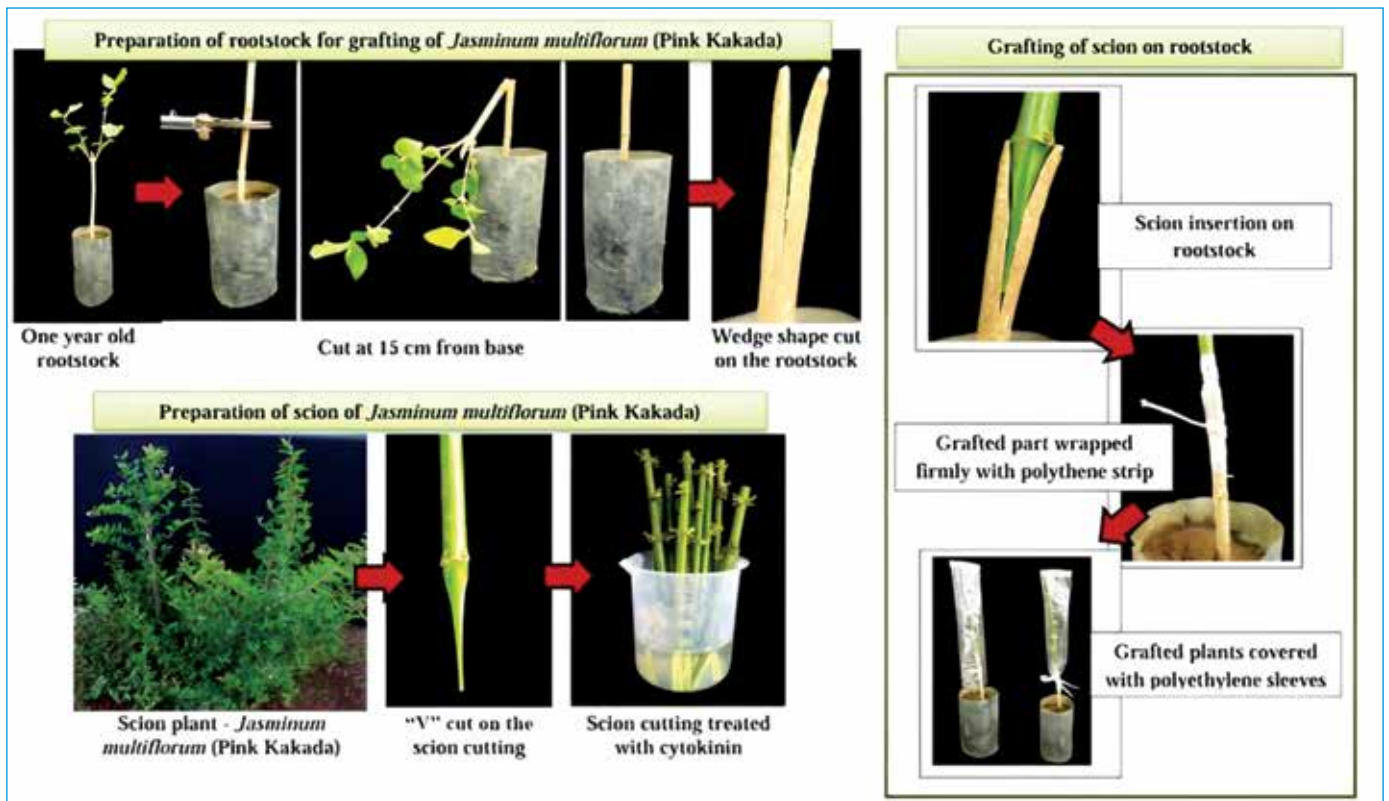 Preparation of rootstock for grafting of Jasminum multiflorum (Pink Kakada)
One year old
rootstock
Cut at 15 cm from base
Wedge shape cut
on the rootstock
Preparation of scion of Jasminum multiflorum (Pink Kakada)
Scion plant - Jasminum
multiflorum (Pink Kakada)
"V" cut on the
scion cutting
Scion cutting treated
with cytokinin
Grafting of scion on rootstock
Scion insertion on
rootstock
Grafted part wrapped
firmly with polythene strip
Grafted plants covered
with polyethylene sleeves